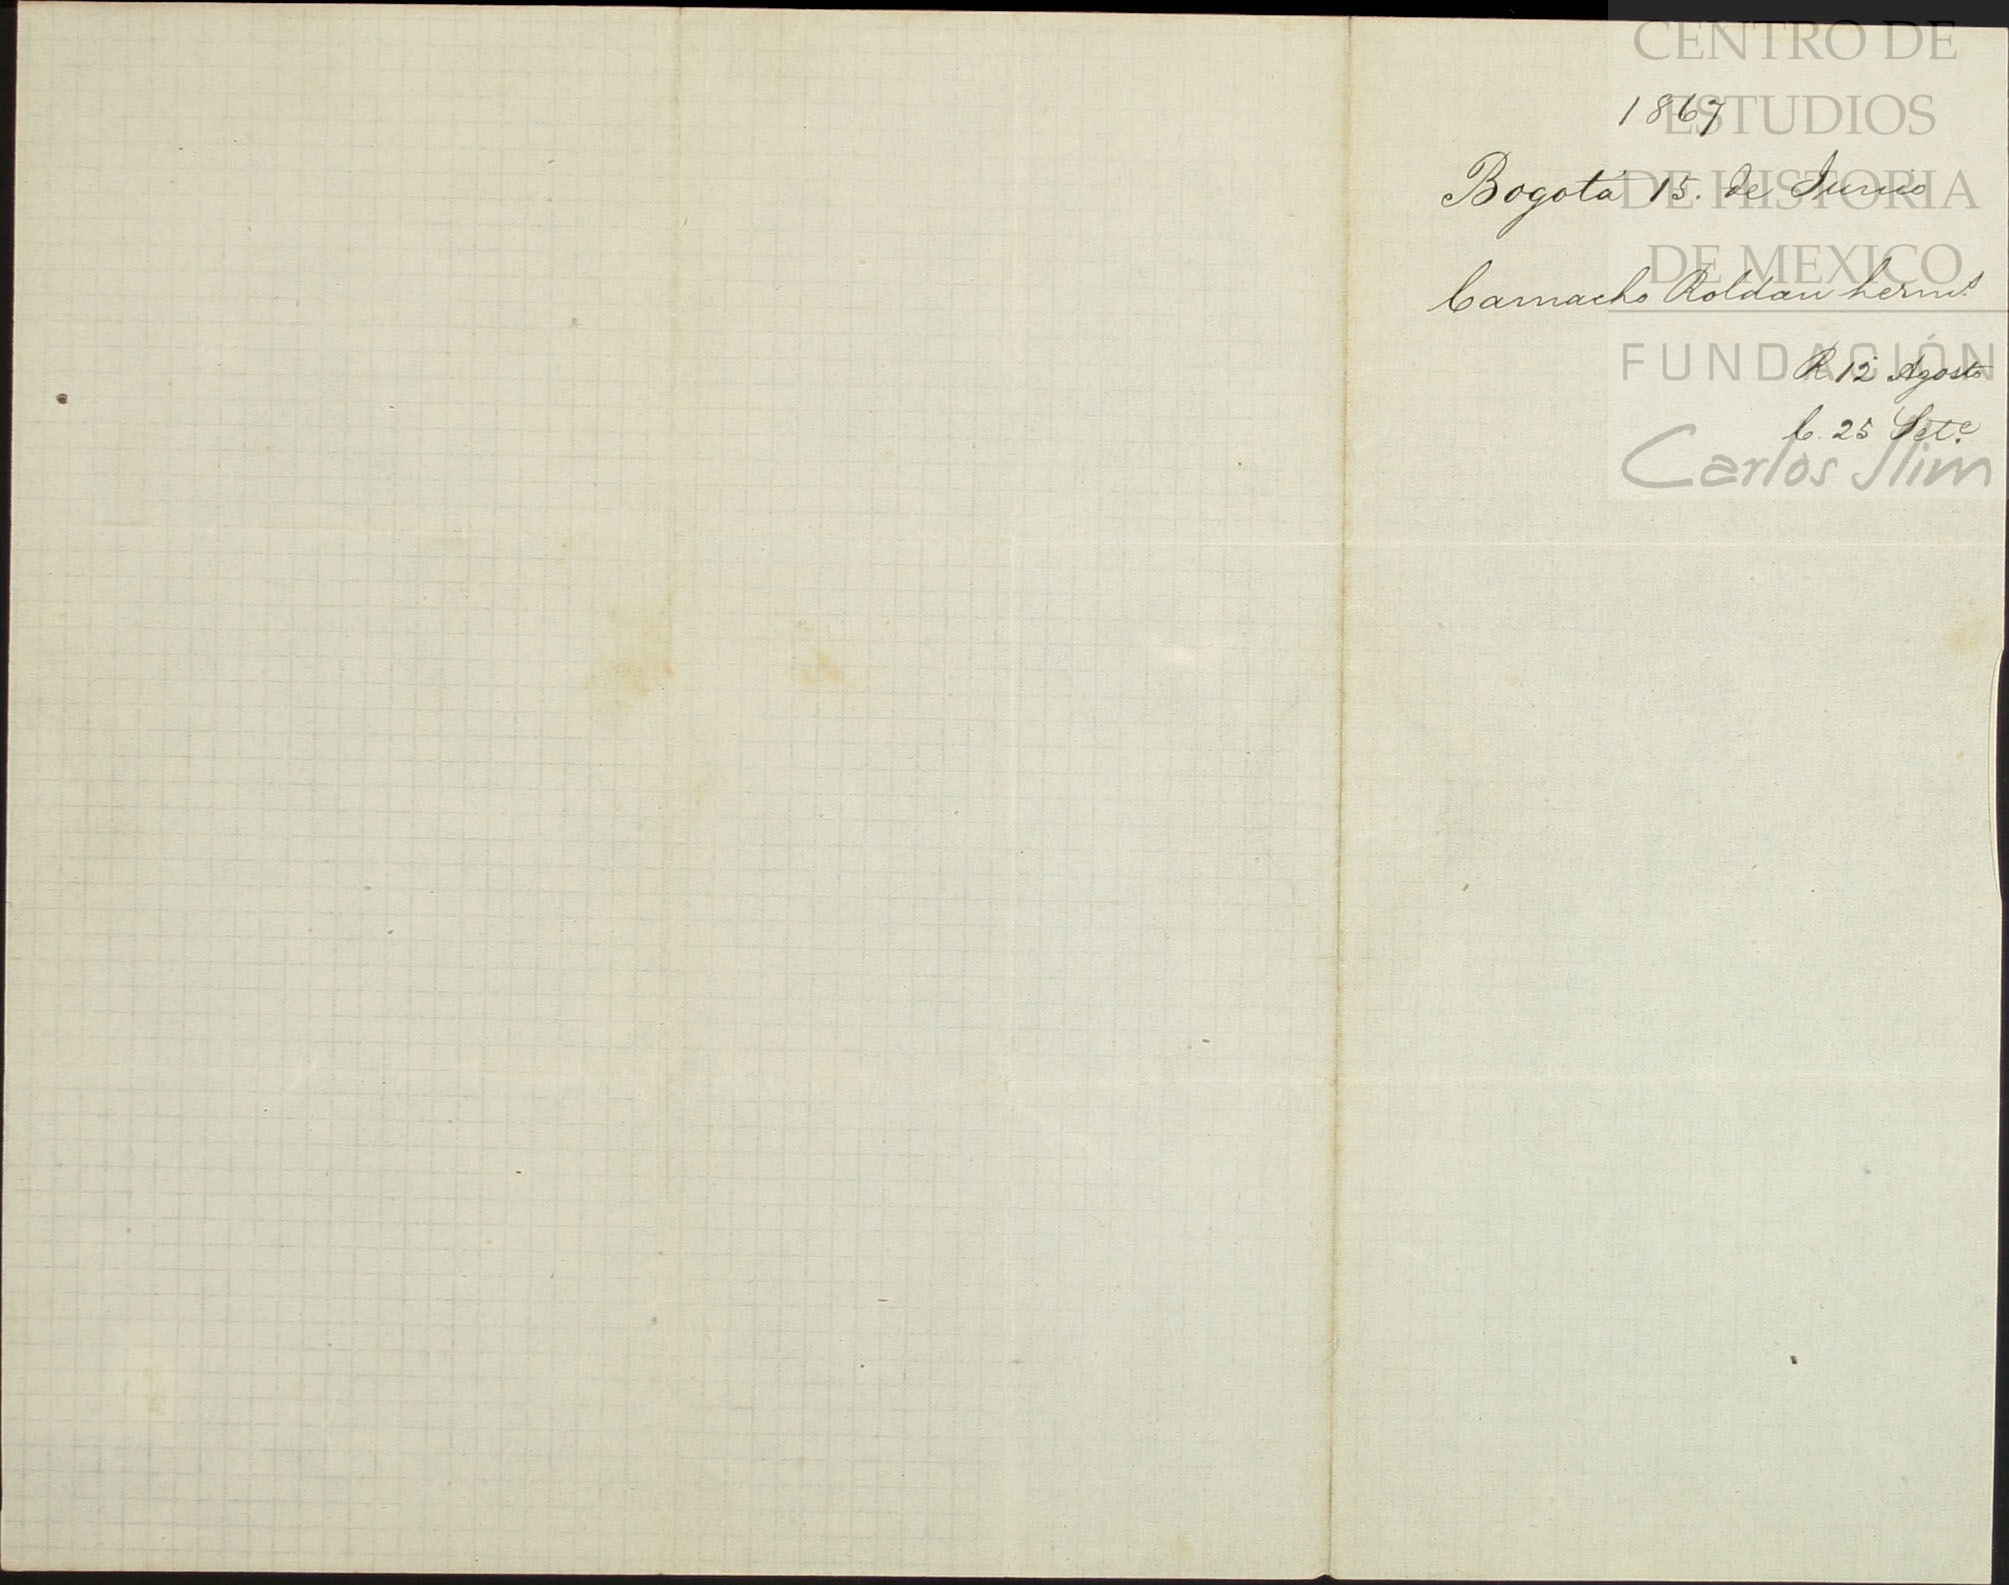 CENTRO DE
ESTUDIOS
DE HISTORIA
DE MEXICO
FUNDACIÓN
Carlos Slim
1867
Bogotá 15. de Junio
Camacho Roldan herms.
R 12 Agosto
C. 25 Sete.